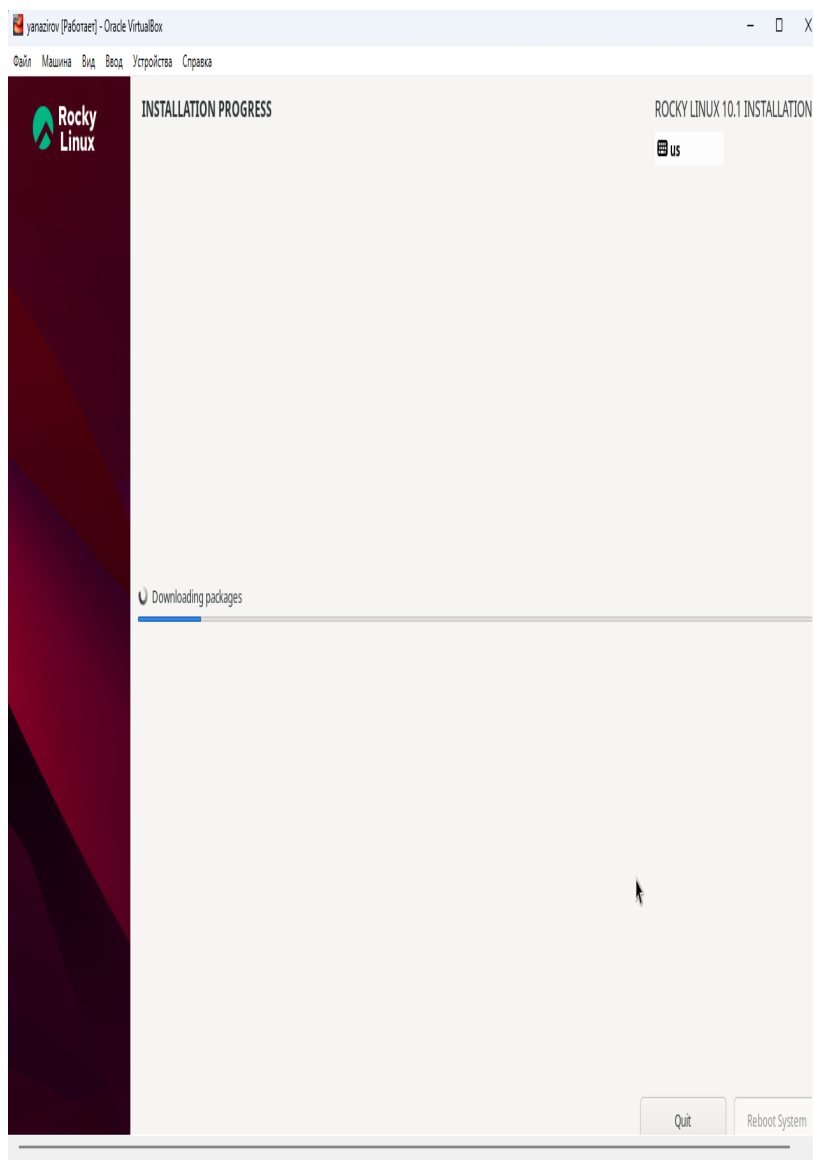 yanazirov [Работает] - Oracle VirtualBox
Файл Машина Вид Ввод Устройства Справка
Rocky
Linux
INSTALLATION PROGRESS
ROCKY LINUX 10.1 INSTALLATION
us
Downloading packages
Quit
Reboot System